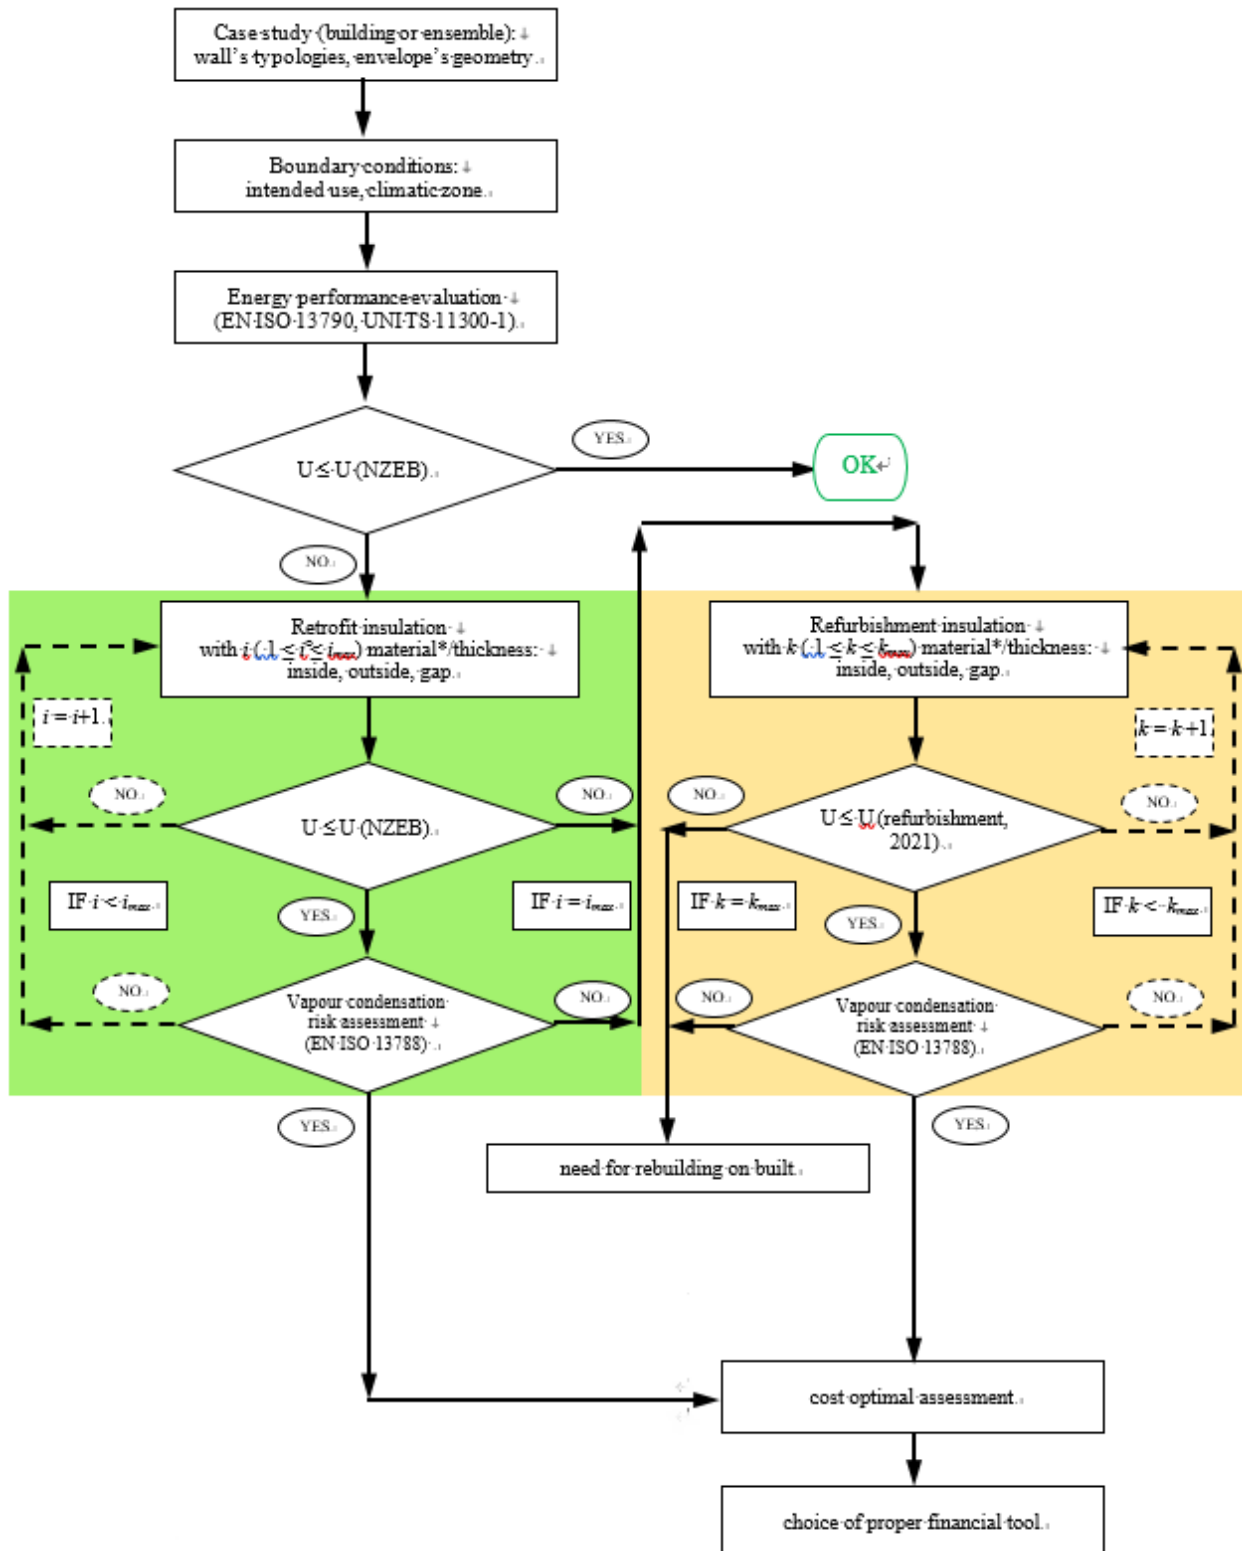 Case study (building or ensemble):
wall's typologies, envelope's geometry
Boundary conditions:
intended use, climatic zone
Energy performance evaluation
(EN ISO 13790, UNI TS 11300-1)
U ≤ U (NZEB)
YES
OK
NO
Retrofit insulation
with i ( 1 ≤ i ≤ imax) material*/thickness:
inside, outside, gap
Refurbishment insulation
with k ( 1 ≤ k ≤ kmax) material*/thickness:
inside, outside, gap
i = i+1
k = k+1
NO
NO
NO
NO
U ≤ U (NZEB)
U ≤ U (refurbishment,
2021)
IF i < imax
IF i = imax
IF k = kmax
IF k < kmax
YES
YES
NO
NO
NO
NO
Vapour condensation
risk assessment
(EN ISO 13788)
Vapour condensation
risk assessment
(EN ISO 13788)
YES
YES
need for rebuilding on built
cost optimal assessment
choice of proper financial tool